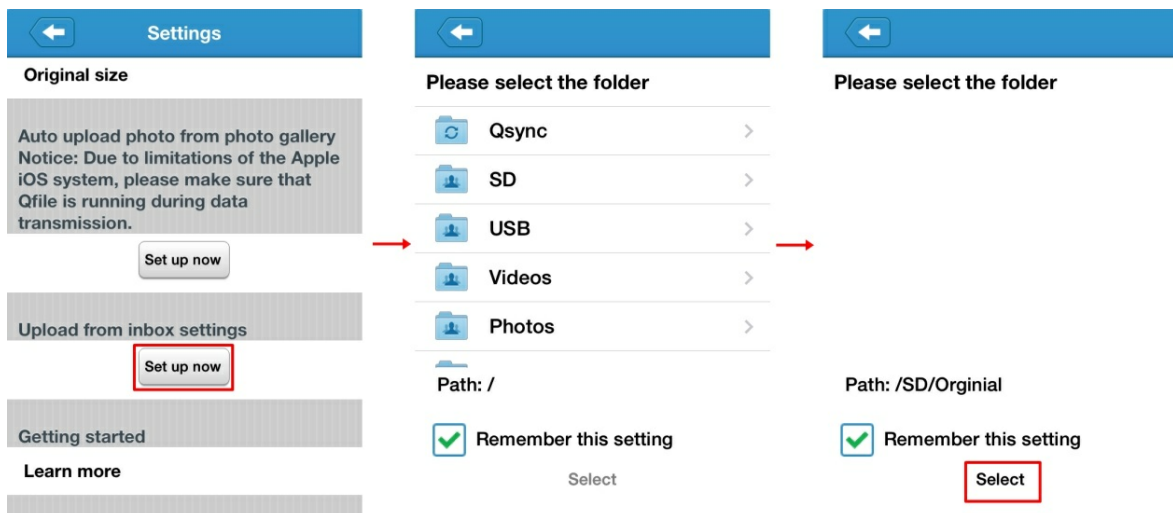 Settings
Original size
Auto upload photo from photo gallery
Notice: Due to limitations of the Apple
iOS system, please make sure that
Qfile is running during data
transmission.
Set up now
Upload from inbox settings
Set up now
Getting started
Learn more
Please select the folder
Qsync
SD
USB
Videos
Photos
Path: /
Remember this setting
Select
Please select the folder
Path: /SD/Orginial
Remember this setting
Select